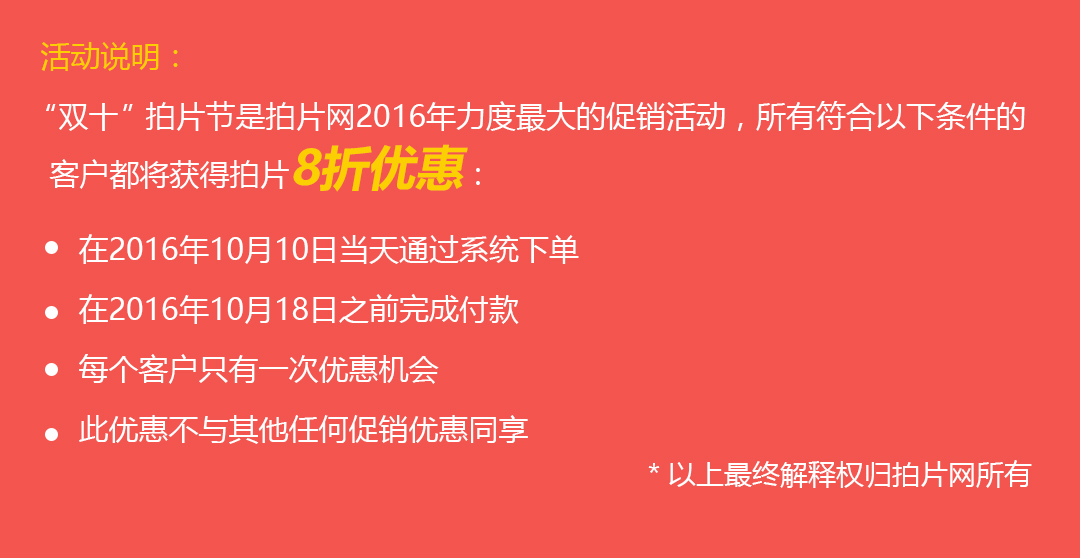 活动说明：
“双十”拍片节是拍片网2016年力度最大的促销活动，所有符合以下条件的
客户都将获得拍片8折优惠：
• 在2016年10月10日当天通过系统下单
• 在2016年10月18日之前完成付款
• 每个客户只有一次优惠机会
• 此优惠不与其他任何促销优惠同享
* 以上最终解释权归拍片网所有